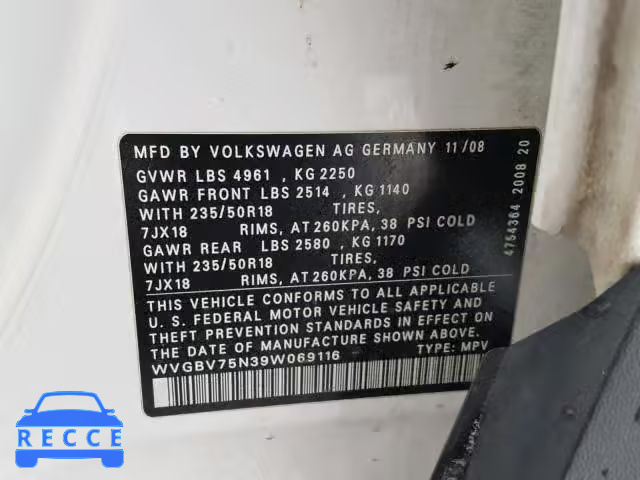 MFD BY VOLKSWAGEN AG GERMANY 11/08
GVWR LBS 4961 , KG 2250
GAWR FRONT LBS 2514 , KG 1140
WITH 235/50R18 TIRES,
7JX18 RIMS, AT 260KPA, 38 PSI COLD
GAWR REAR LBS 2580 , KG 1170
WITH 235/50R18 TIRES,
7JX18 RIMS, AT 260KPA, 38 PSI COLD
THIS VEHICLE CONFORMS TO ALL APPLICABLE
U. S. FEDERAL MOTOR VEHICLE SAFETY AND
THEFT PREVENTION STANDARDS IN EFFECT ON
THE DATE OF MANUFACTURE SHOWN ABOVE.
WVGBV75N39W069116 TYPE: MPV
4754364 2008 20
RECCE